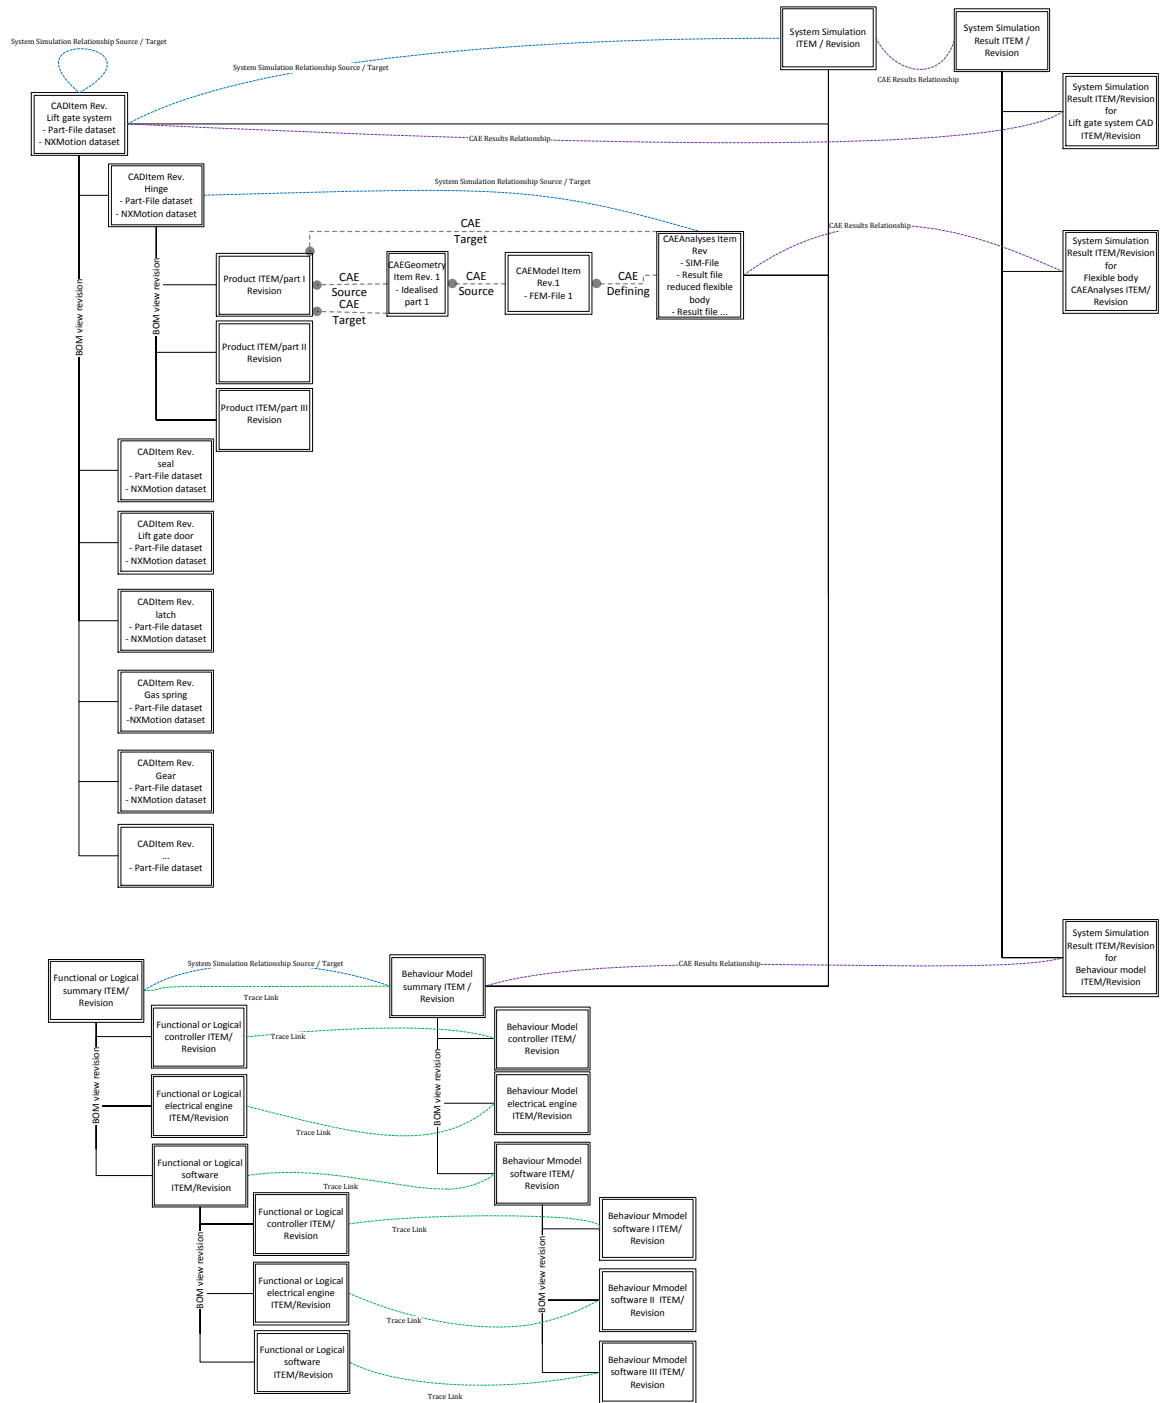 System Simulation
ITEM / Revision
System Simulation
Result ITEM /
Revision
System Simulation Relationship Source / Target
System Simulation Relationship Source / Target
CAE Results Relationship
CADItem Rev.
Lift gate system
- Part-File dataset
- NXMotion dataset
CAE Results Relationship
System Simulation
Result ITEM/Revision
for
Lift gate system CAD
ITEM/Revision
CADItem Rev.
Hinge
- Part-File dataset
- NXMotion dataset
System Simulation Relationship Source / Target
CAE
Target
CAE Results Relationship
BOM view revision
BOM view revision
Product ITEM/part I
Revision
CAE
Source
CAE
Target
CAEGeometry
Item Rev. 1
- Idealised
part 1
CAE
Source
CAEModel Item
Rev.1
- FEM-File 1
CAE
Defining
CAEAnalyses Item
Rev
- SIM-File
- Result file
reduced flexible
body
- Result file ...
System Simulation
Result ITEM/Revision
for
Flexible body
CAEAnalyses ITEM/
Revision
Product ITEM/part II
Revision
Product ITEM/part III
Revision
CADItem Rev.
seal
- Part-File dataset
- NXMotion dataset
CADItem Rev.
Lift gate door
- Part-File dataset
- NXMotion dataset
CADItem Rev.
latch
- Part-File dataset
- NXMotion dataset
CADItem Rev.
Gas spring
- Part-File dataset
-NXMotion dataset
CADItem Rev.
Gear
- Part-File dataset
- NXMotion dataset
CADItem Rev.
...
- Part-File dataset
Functional or Logical
summary ITEM/
Revision
System Simulation Relationship Source / Target
Trace Link
Behaviour Model
summary ITEM /
Revision
CAE Results Relationship
System Simulation
Result ITEM/Revision
for
Behaviour model
ITEM/Revision
BOM view revision
Functional or Logical
controller ITEM/
Revision
Trace Link
BOM view revision
Behaviour Model
controller ITEM/
Revision
Functional or Logical
electrical engine
ITEM/Revision
Trace Link
Behaviour Model
electricaL engine
ITEM/Revision
Functional or Logical
software
ITEM/Revision
Trace Link
Behaviour Mmodel
software ITEM/
Revision
BOM view revision
Functional or Logical
controller ITEM/
Revision
Trace Link
BOM view revision
Behaviour Mmodel
software I ITEM/
Revision
Functional or Logical
electrical engine
ITEM/Revision
Trace Link
Behaviour Mmodel
software II ITEM/
Revision
Functional or Logical
software
ITEM/Revision
Trace Link
Behaviour Mmodel
software III ITEM/
Revision